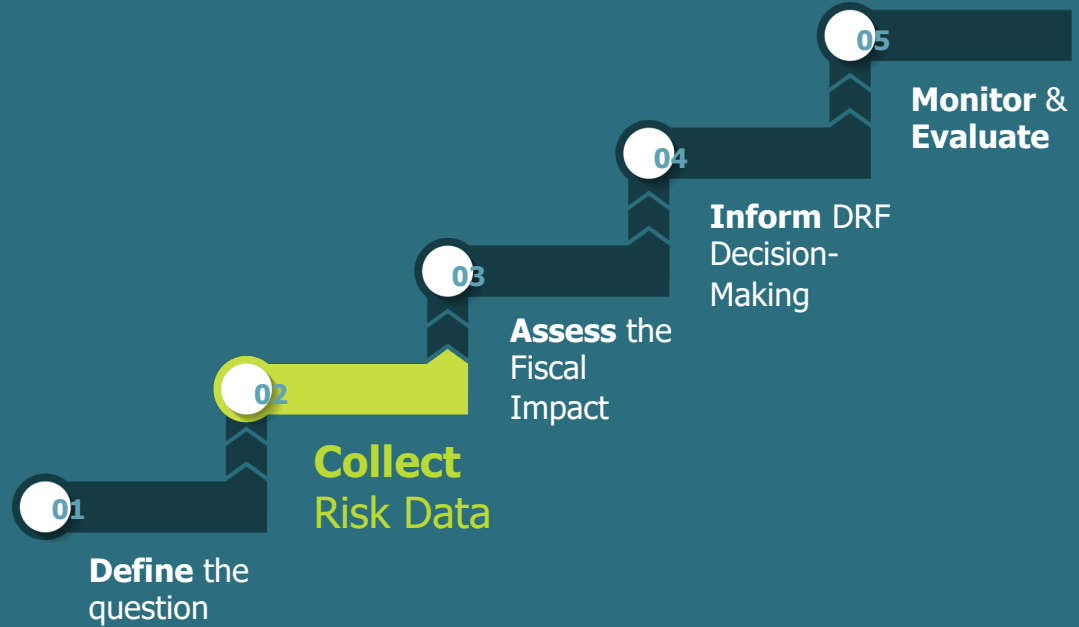 01
Define the
question
02
Collect
Risk Data
03
Assess the
Fiscal
Impact
04
Inform DRF
Decision-
Making
05
Monitor &
Evaluate